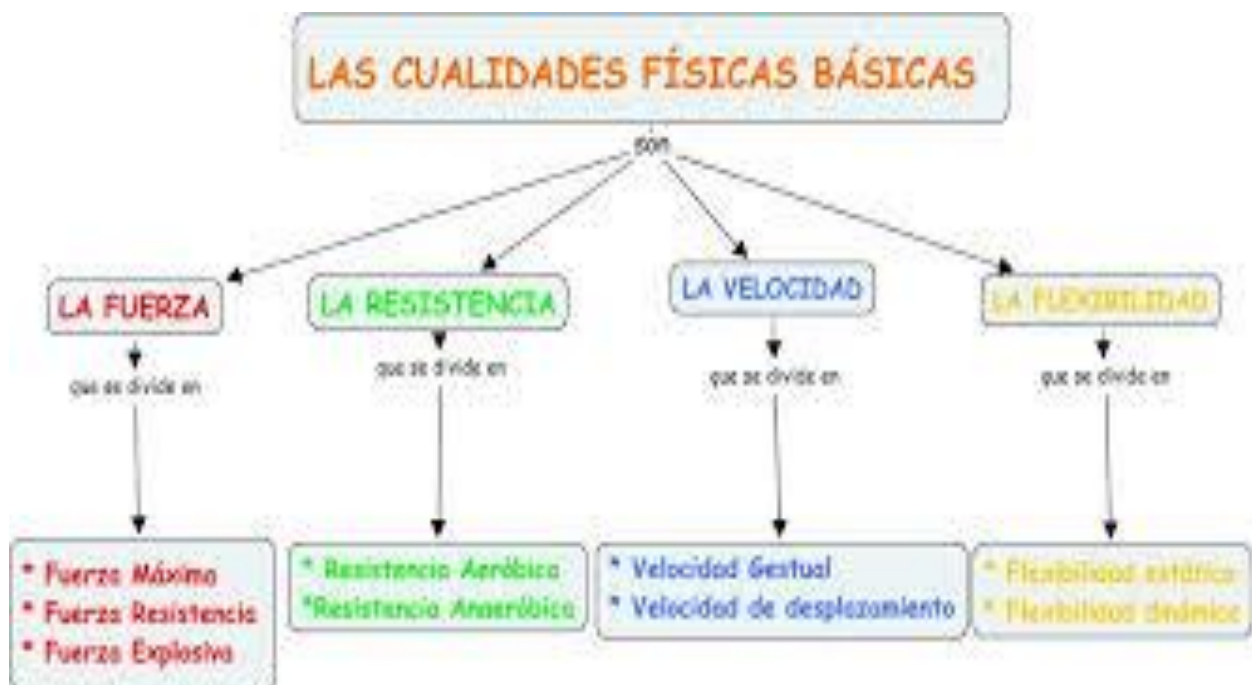 LAS CUALIDADES FÍSICAS BÁSICAS
son
LA FUERZA
LA RESISTENCIA
LA VELOCIDAD
LA FLEXIBILIDAD
que se divide en
que se divide en
que se divide en
que se divide en
* Fuerza Máxima
* Fuerza Resistencia
* Fuerza Explosiva
* Resistencia Aeróbica
*Resistencia Anaeróbica
* Velocidad Gestual
* Velocidad de desplazamiento
* Flexibilidad estática
* Flexibilidad dinámica